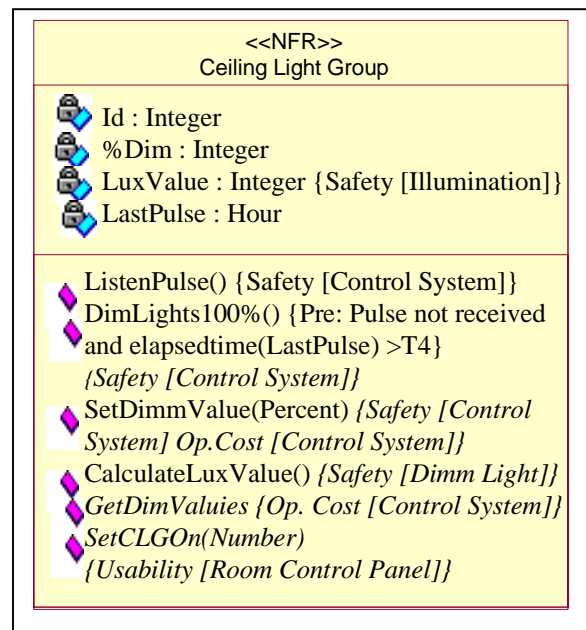 <<NFR>>
Ceiling Light Group
Id : Integer
%Dim : Integer
LuxValue : Integer {Safety [Illumination]}
LastPulse : Hour
ListenPulse() {Safety [Control System]}
DimLights100%() {Pre: Pulse not received
and elapsedtime(LastPulse) >T4}
{Safety [Control System]}
SetDimmValue(Percent) {Safety [Control
System] Op.Cost [Control System]}
CalculateLuxValue() {Safety [Dimm Light]}
GetDimValuies {Op. Cost [Control System]}
SetCLGOn(Number)
{Usability [Room Control Panel]}